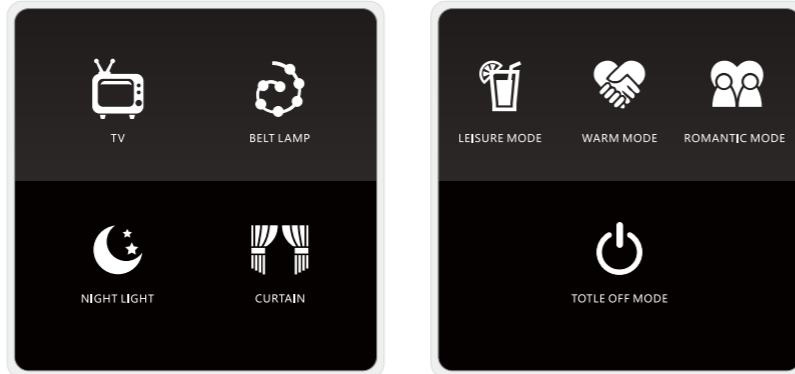 TV
BELT LAMP
NIGHT LIGHT
CURTAIN
LEISURE MODE
WARM MODE
ROMANTIC MODE
TOTLE OFF MODE